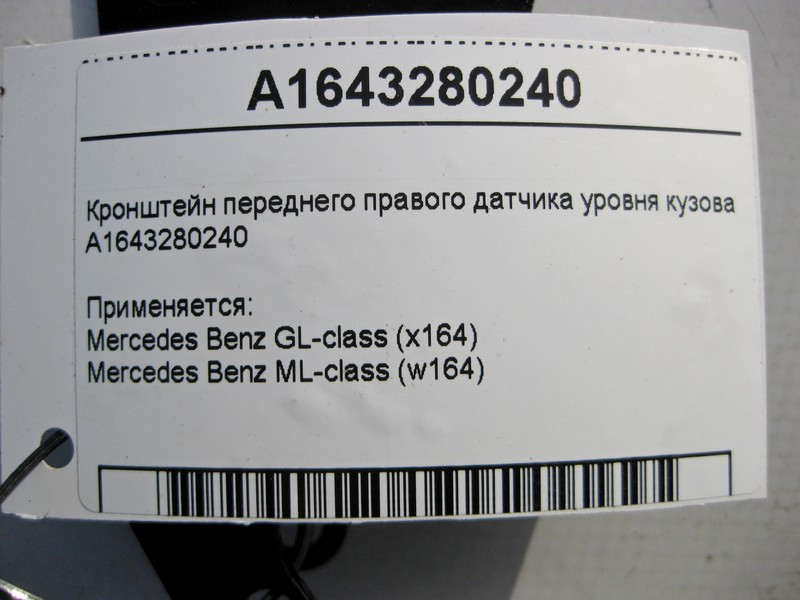 A1643280240
Кронштейн переднего правого датчика уровня кузова
A1643280240
Применяется:
Mercedes Benz GL-class (x164)
Mercedes Benz ML-class (w164)